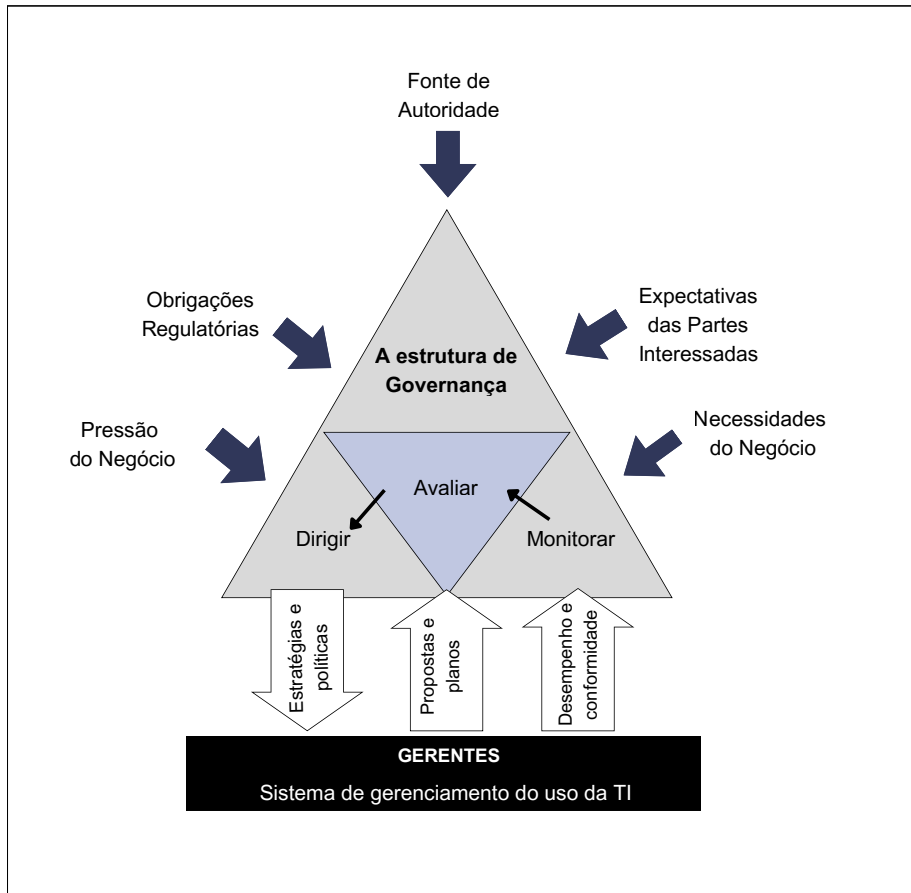 Fonte de
Autoridade
Obrigações
Regulatórias
Expectativas
das Partes
Interessadas
A estrutura de
Governança
Pressão
do Negócio
Necessidades
do Negócio
Avaliar
Dirigir
Monitorar
Estratégias e
políticas
Propostas e
planos
Desempenho e
conformidade
GERENTES
Sistema de gerenciamento do uso da TI